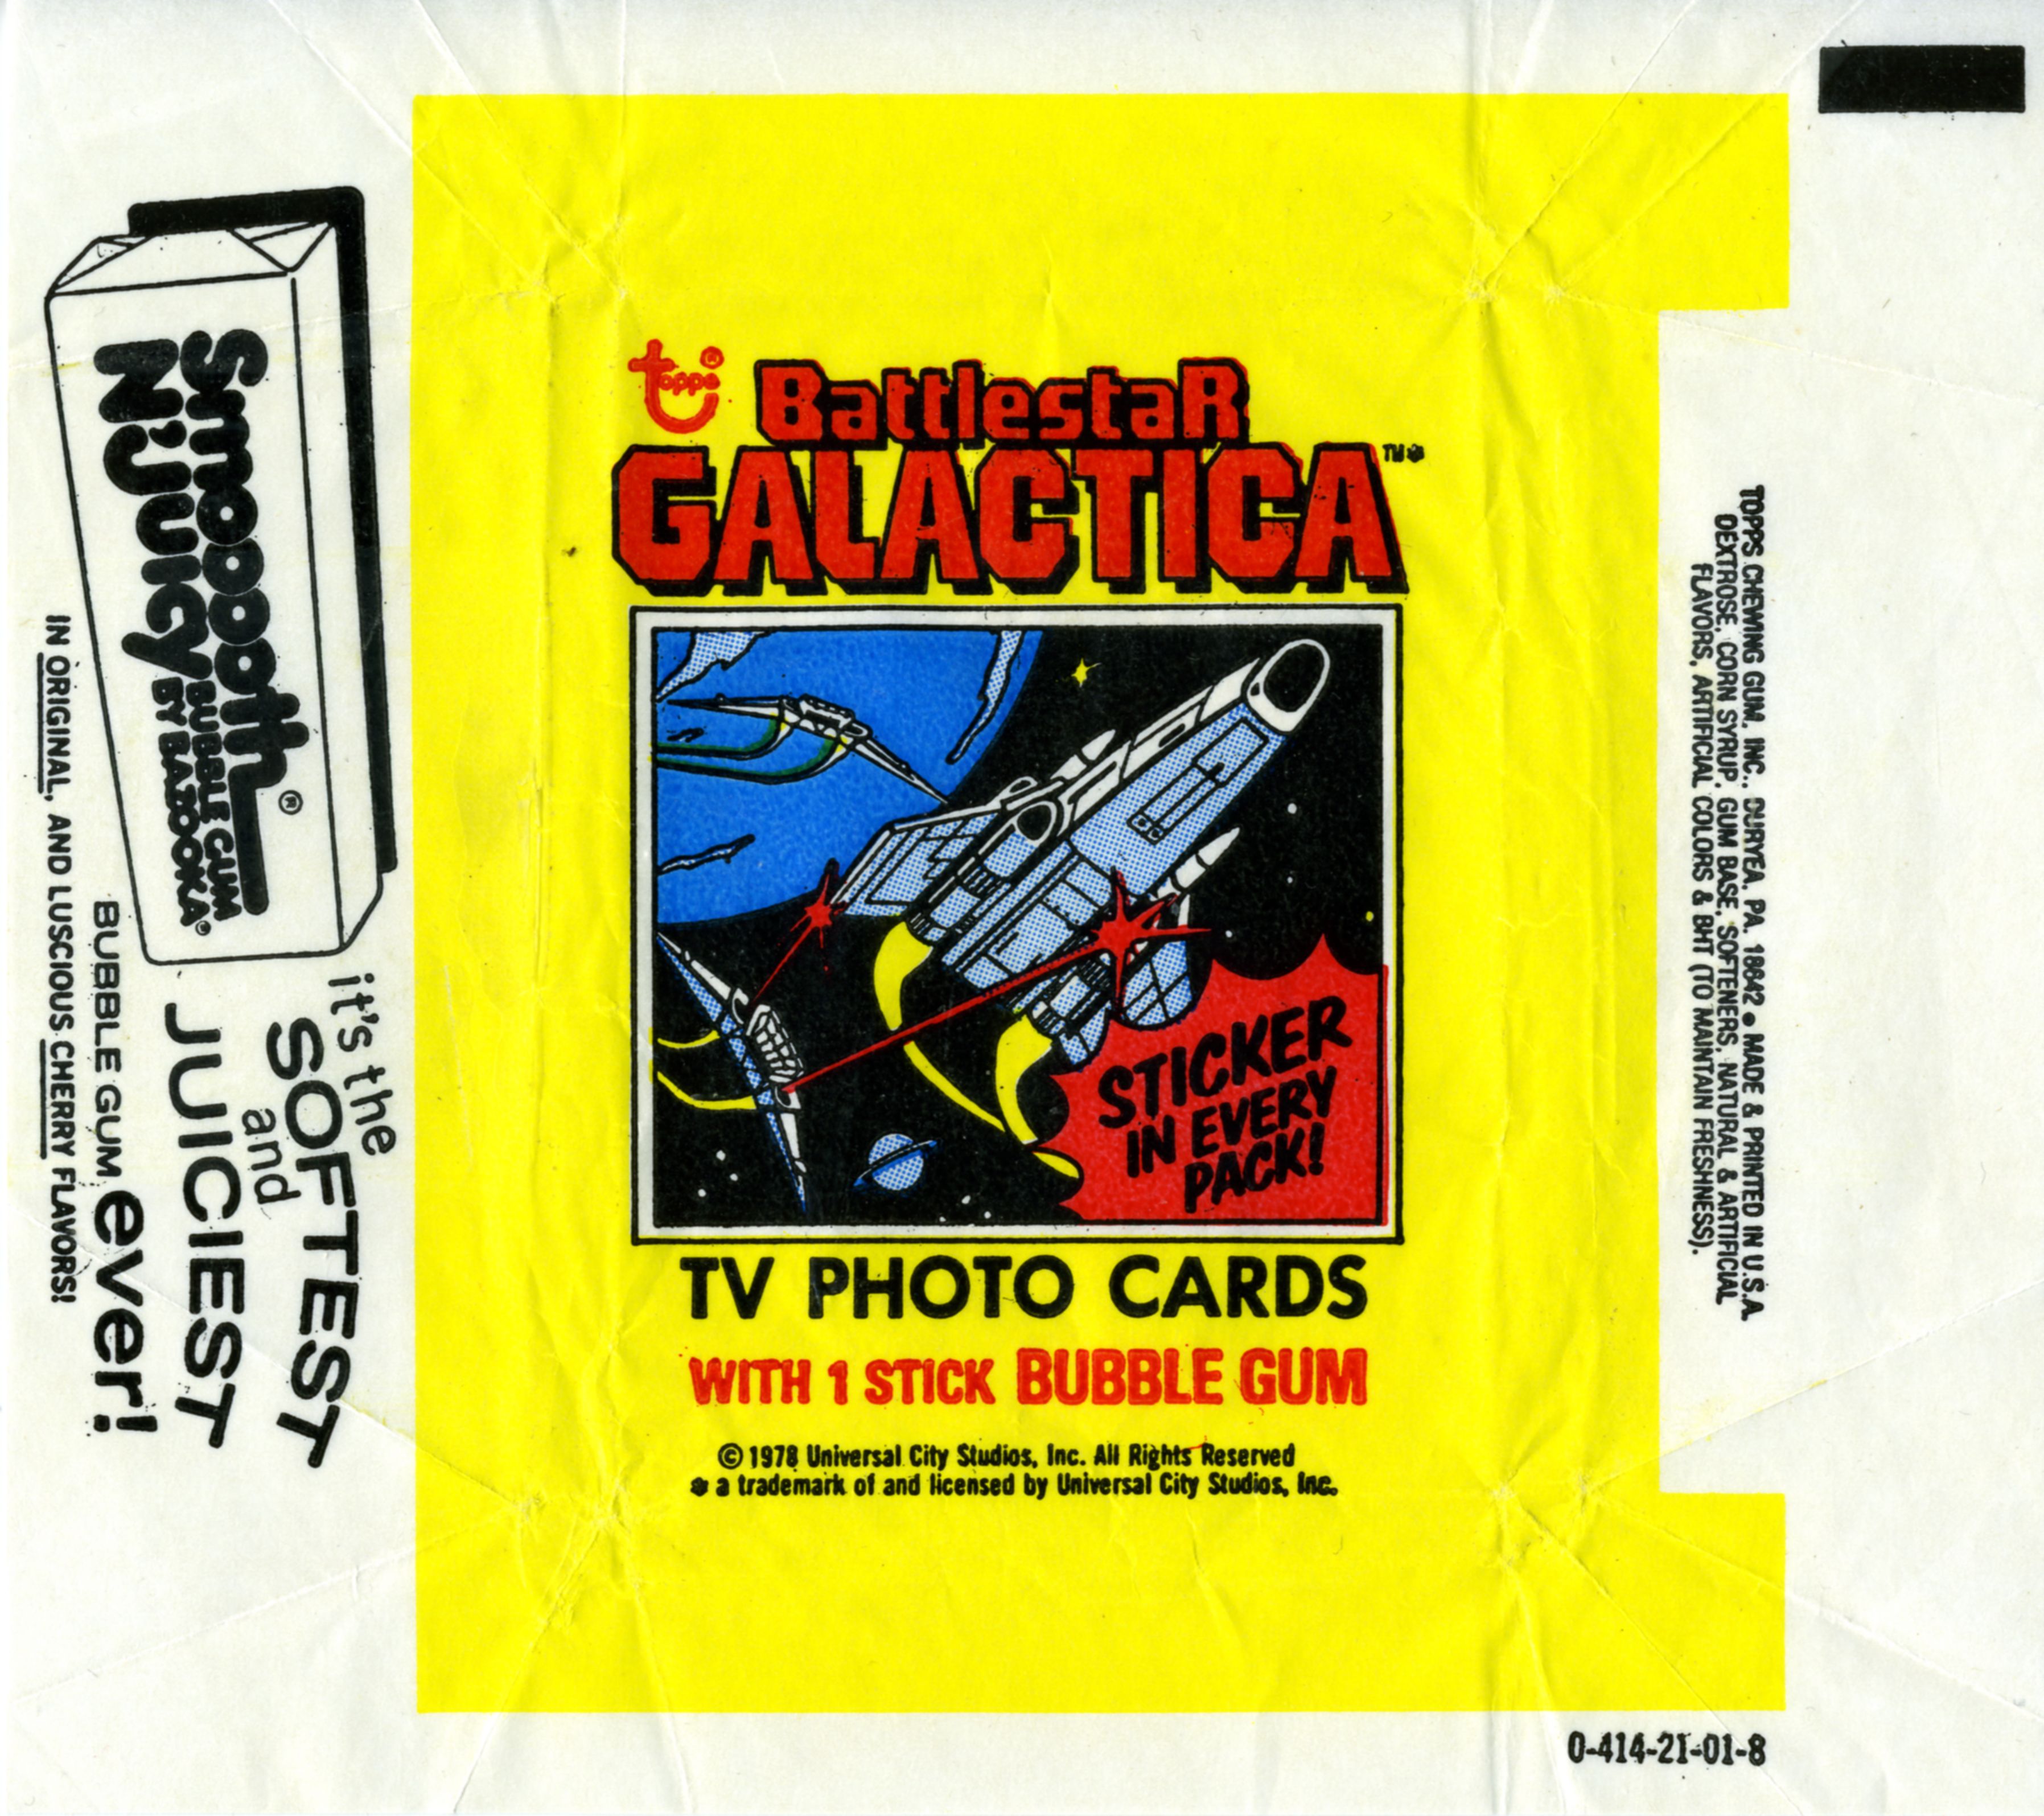 Smooooth®
N'Juicy BUBBLE GUM
BY BAZOOKA®
it's the
SOFTEST
and
JUICIEST
BUBBLE GUM ever!
IN ORIGINAL, AND LUSCIOUS CHERRY FLAVORS!
topps®
BattlestaR
GALACTICA™*
STICKER
IN EVERY
PACK!
TV PHOTO CARDS
WITH 1 STICK BUBBLE GUM
© 1978 Universal City Studios, Inc. All Rights Reserved
* a trademark of and licensed by Universal City Studios, Inc.
TOPPS CHEWING GUM, INC., DURYEA, PA. 18642 • MADE & PRINTED IN U.S.A.
DEXTROSE, CORN SYRUP, GUM BASE, SOFTENERS, NATURAL & ARTIFICIAL
FLAVORS, ARTIFICIAL COLORS & BHT (TO MAINTAIN FRESHNESS).
0-414-21-01-8